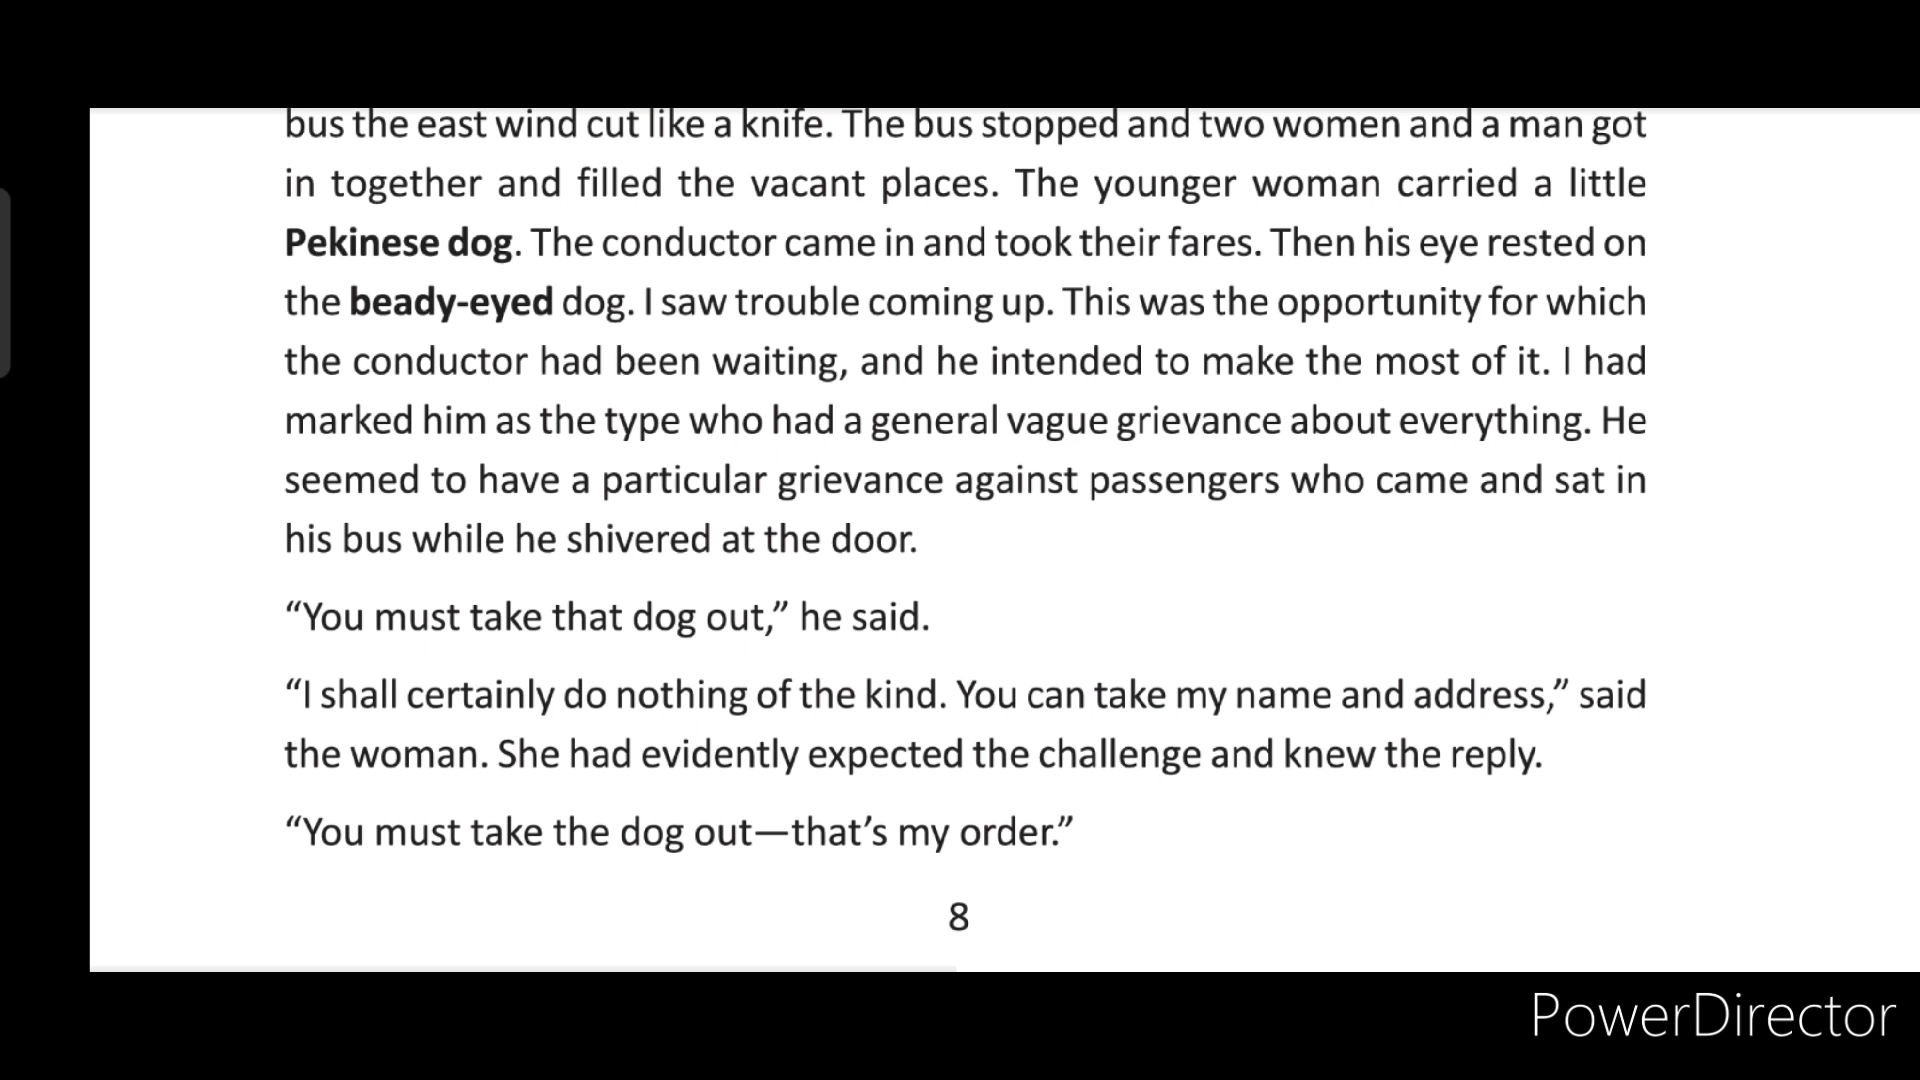 bus the east wind cut like a knife. The bus stopped and two women and a man got
in together and filled the vacant places. The younger woman carried a little
Pekinese dog. The conductor came in and took their fares. Then his eye rested on
the beady-eyed dog. I saw trouble coming up. This was the opportunity for which
the conductor had been waiting, and he intended to make the most of it. I had
marked him as the type who had a general vague grievance about everything. He
seemed to have a particular grievance against passengers who came and sat in
his bus while he shivered at the door.
“You must take that dog out,” he said.
“I shall certainly do nothing of the kind. You can take my name and address,” said
the woman. She had evidently expected the challenge and knew the reply.
“You must take the dog out—that’s my order.”
8
PowerDirector